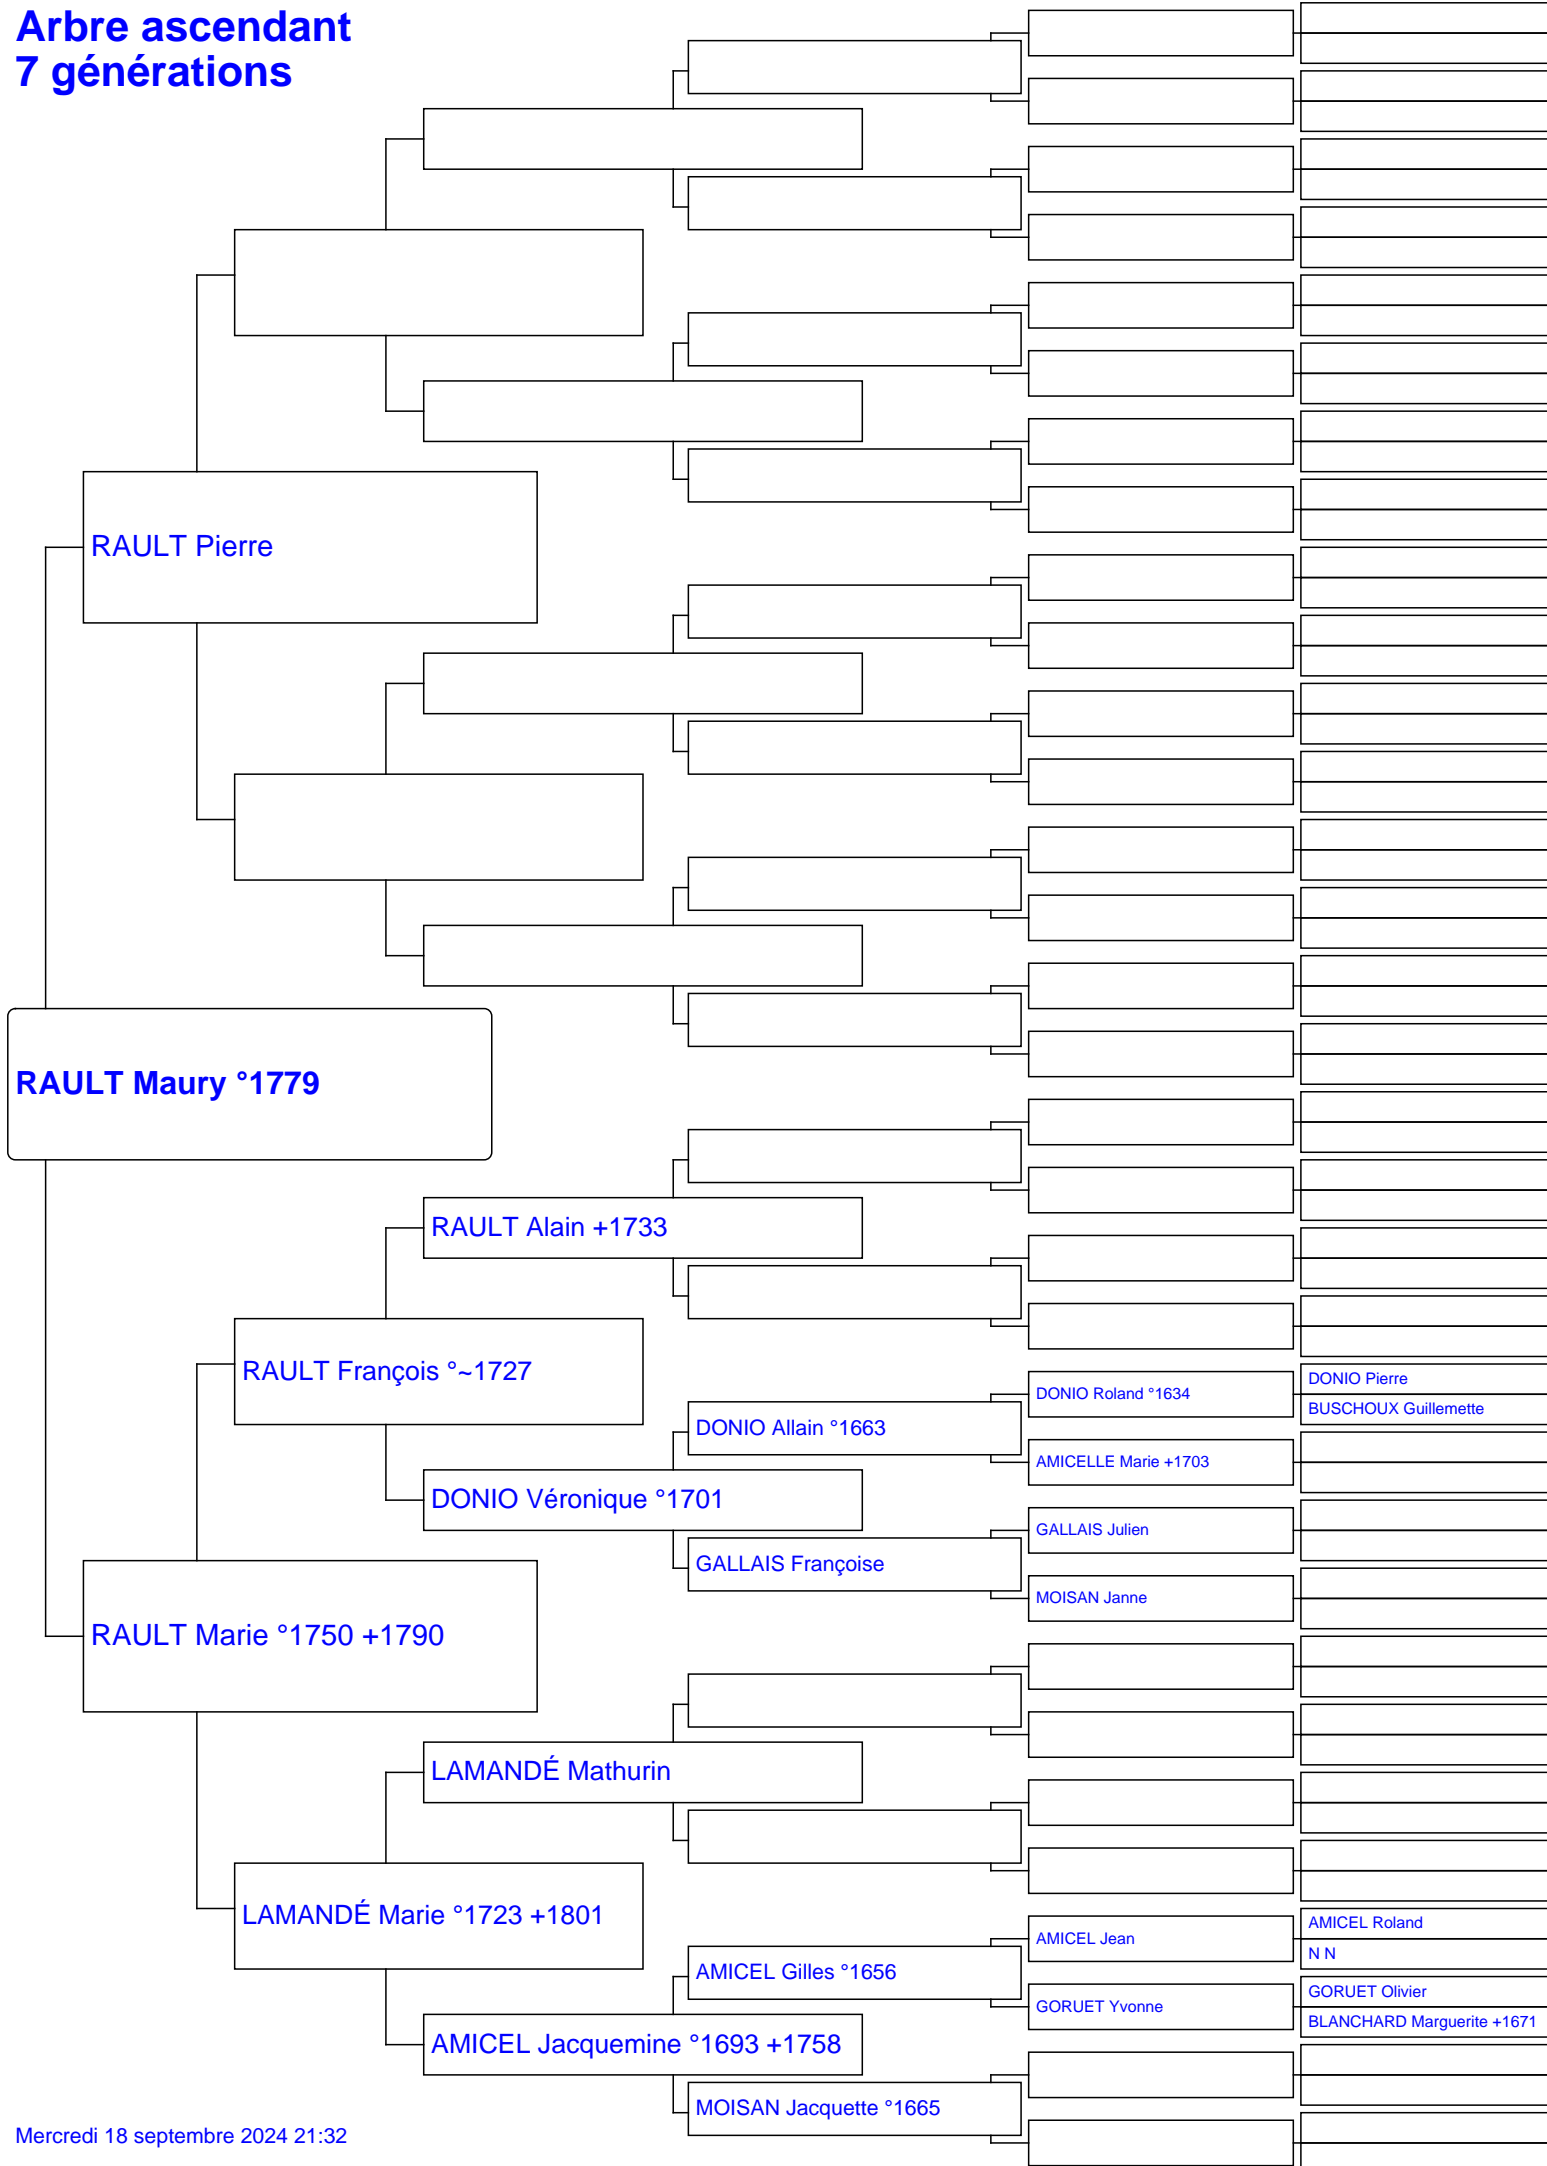 Arbre ascendant
7 générations
RAULT Pierre
RAULT Maury °1779
RAULT Alain +1733
RAULT François °~1727
DONIO Pierre
DONIO Roland °1634
BUSCHOUX Guillemette
DONIO Allain °1663
AMICELLE Marie +1703
DONIO Véronique °1701
GALLAIS Julien
GALLAIS Françoise
MOISAN Janne
RAULT Marie °1750 +1790
LAMANDÉ Mathurin
LAMANDÉ Marie °1723 +1801
AMICEL Roland
AMICEL Jean
N N
AMICEL Gilles °1656
GORUET Olivier
GORUET Yvonne
BLANCHARD Marguerite +1671
AMICEL Jacquemine °1693 +1758
MOISAN Jacquette °1665
Mercredi 18 septembre 2024 21:32